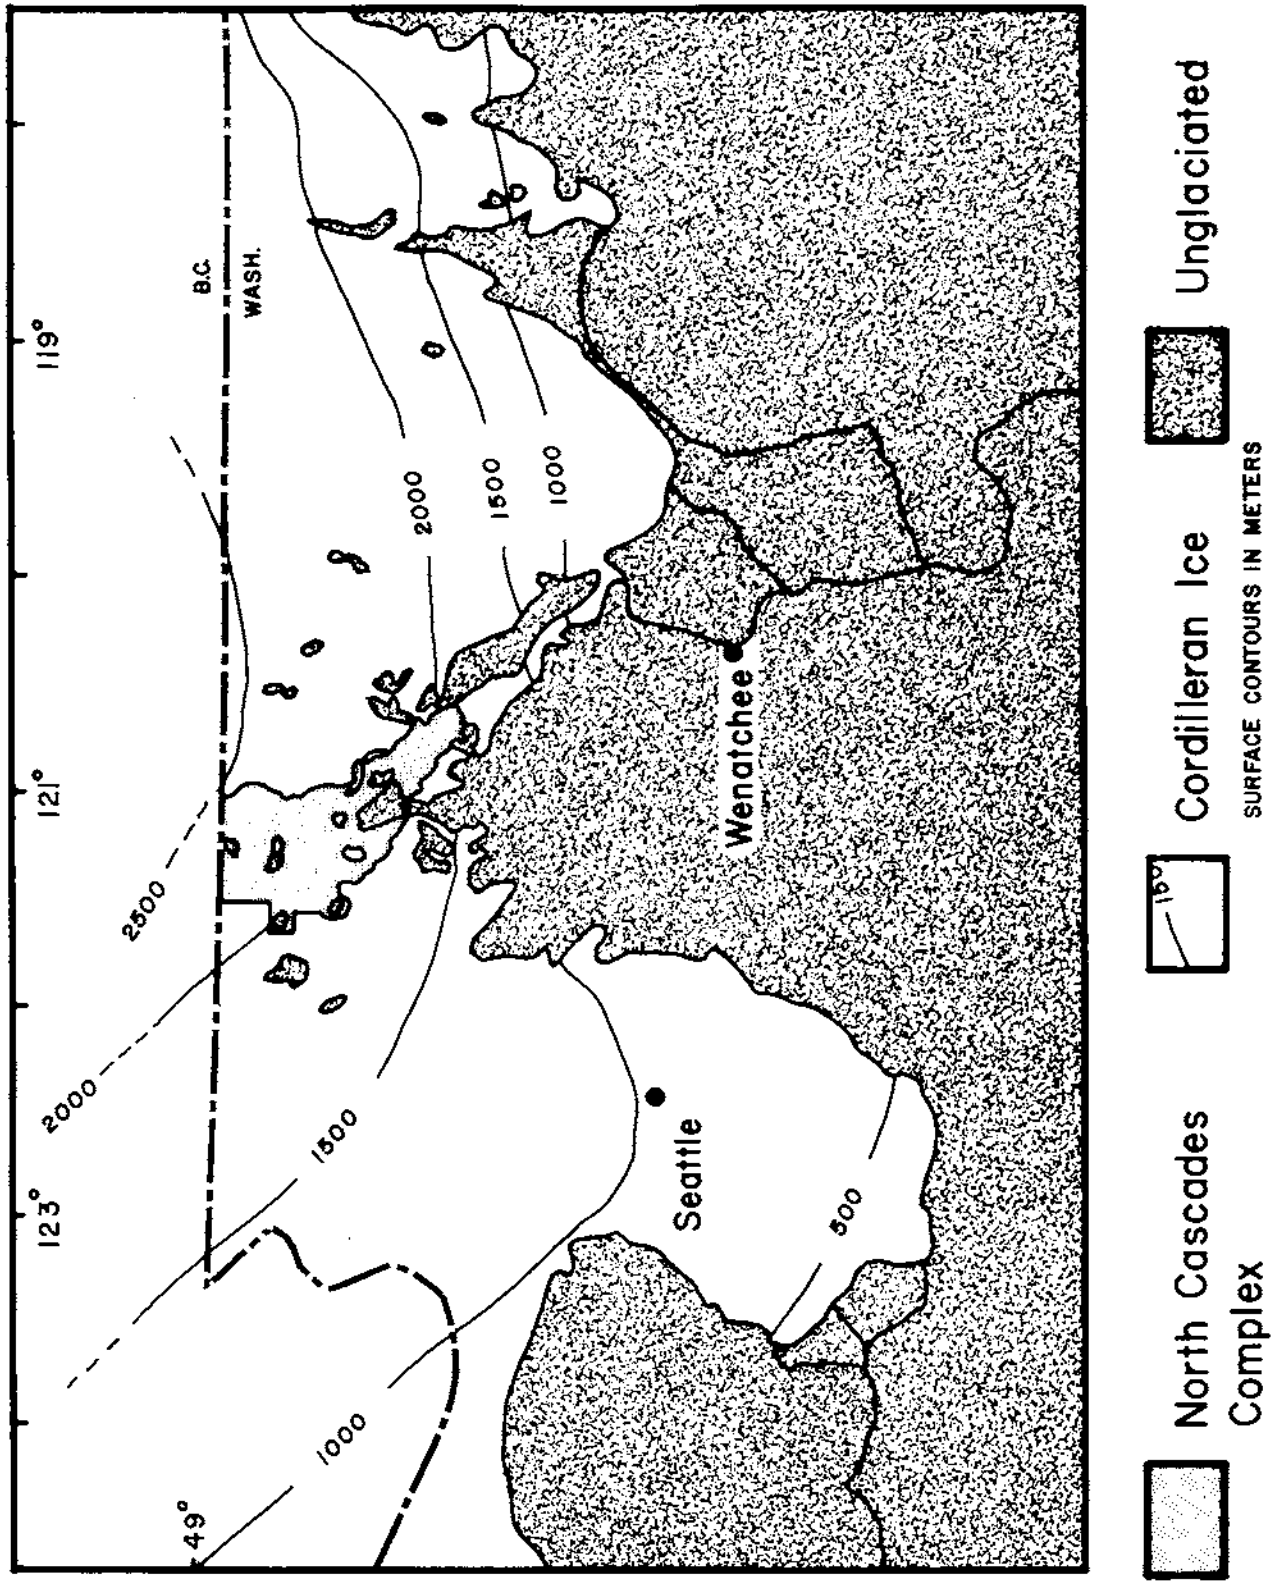 49°
123°
121°
119°
2000
2500
B.C.
WASH.
1000
1500
2000
1500
1000
Seattle
500
Wenatchee
North Cascades
Complex
150
Cordilleran Ice
SURFACE CONTOURS IN METERS
Unglaciated